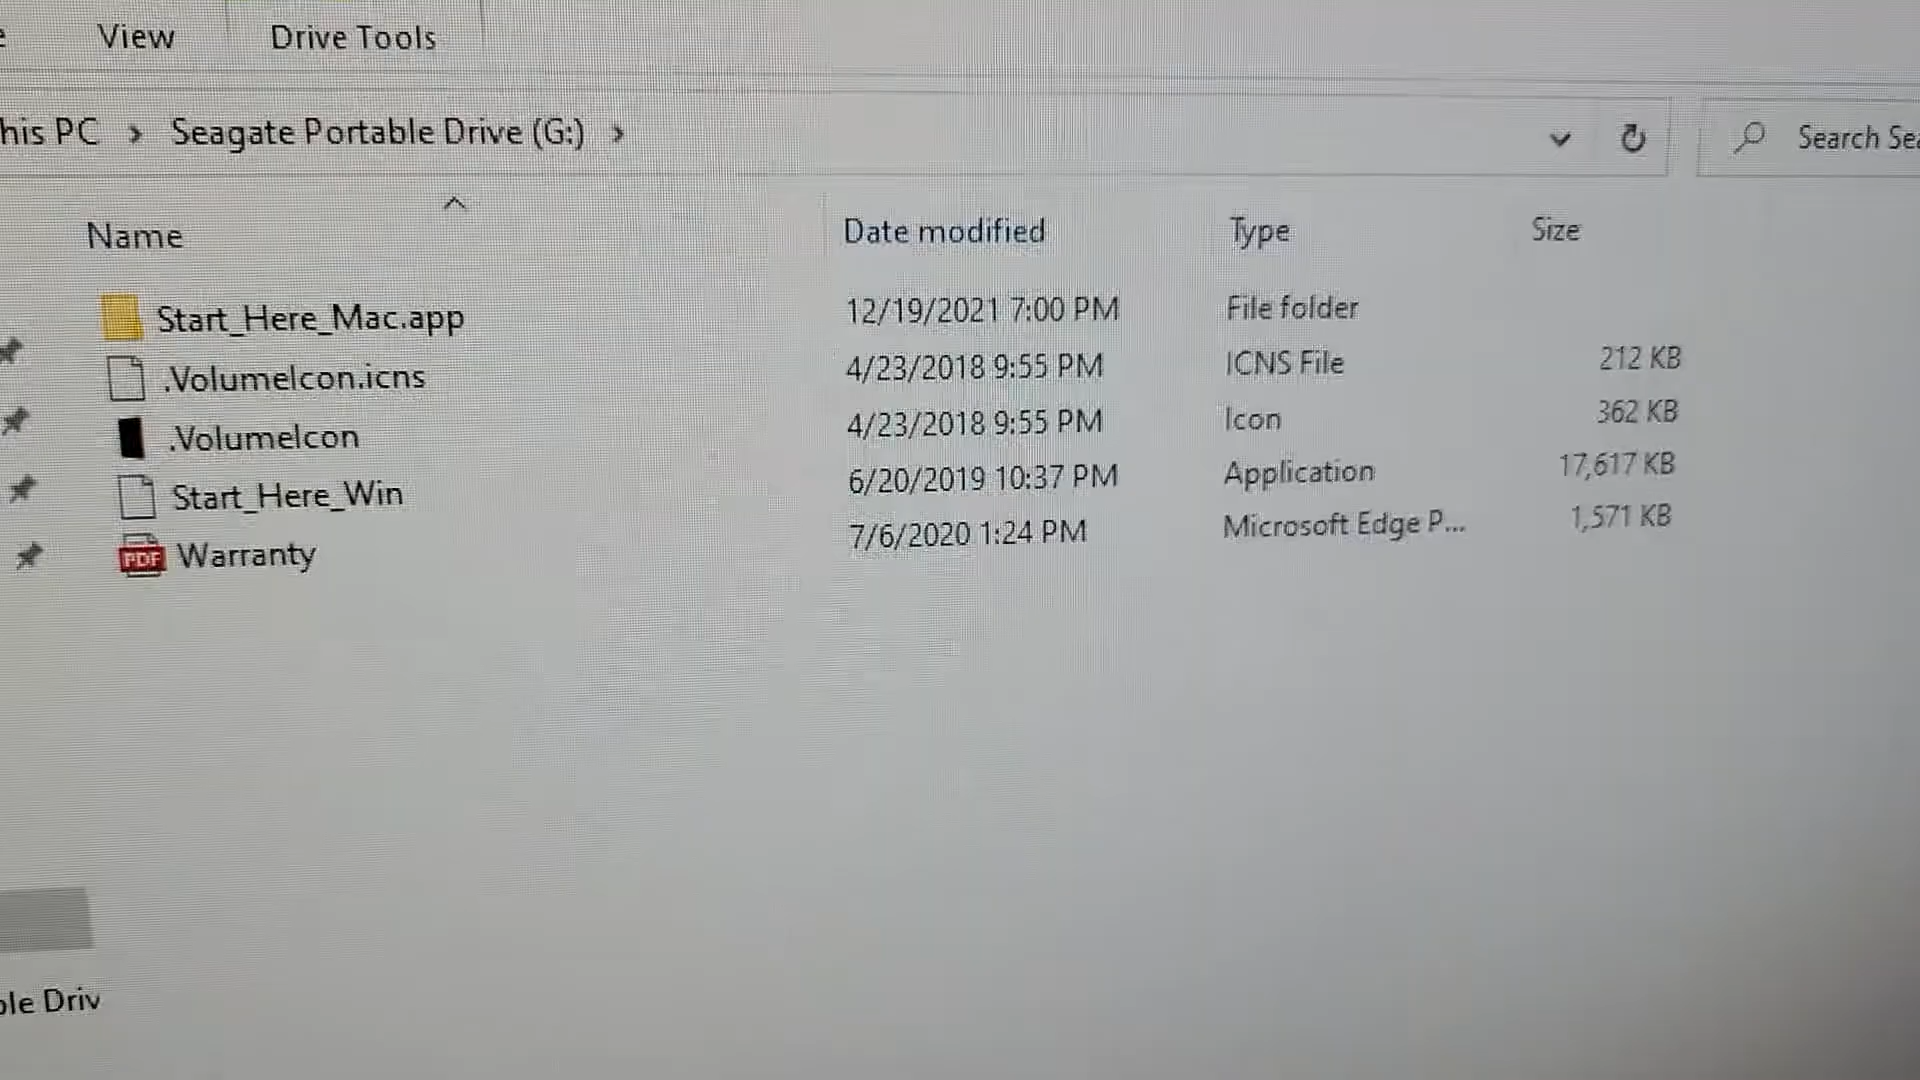 View Drive Tools
his PC > Seagate Portable Drive (G:) > Search Sea
Name Date modified Type Size
Start_Here_Mac.app 12/19/2021 7:00 PM File folder
.VolumeIcon.icns 4/23/2018 9:55 PM ICNS File 212 KB
.VolumeIcon 4/23/2018 9:55 PM Icon 362 KB
Start_Here_Win 6/20/2019 10:37 PM Application 17,617 KB
PDF Warranty 7/6/2020 1:24 PM Microsoft Edge P... 1,571 KB
ble Driv